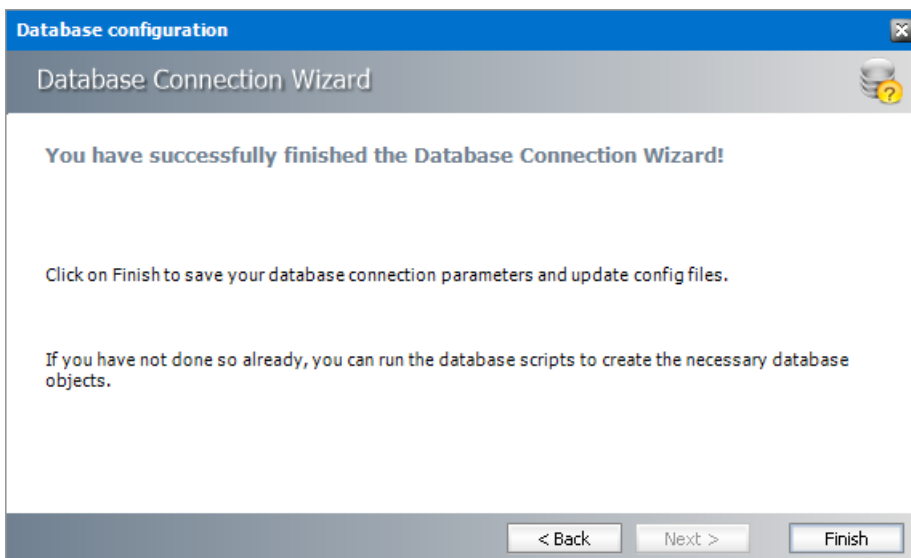 Database configuration
Database Connection Wizard
?
You have successfully finished the Database Connection Wizard!
Click on Finish to save your database connection parameters and update config files.
If you have not done so already, you can run the database scripts to create the necessary database
objects.
< Back
Next >
Finish